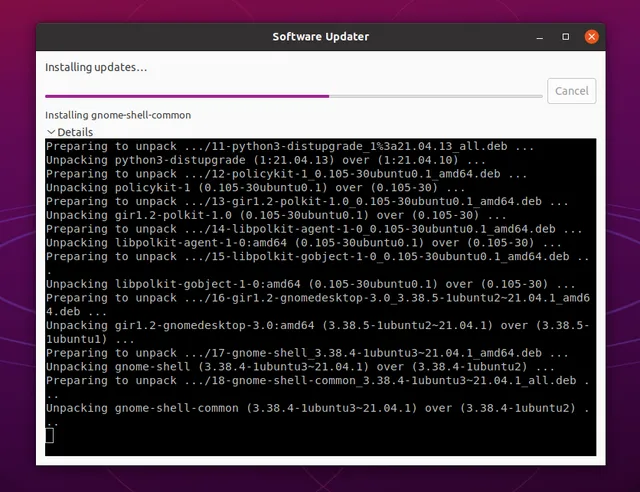 Software Updater
Installing updates…
Cancel
Installing gnome-shell-common
Details
Preparing to unpack .../11-python3-distupgrade_1%3a21.04.13_all.deb ...
Unpacking python3-distupgrade (1:21.04.13) over (1:21.04.10) ...
Preparing to unpack .../12-policykit-1_0.105-30ubuntu0.1_amd64.deb ...
Unpacking policykit-1 (0.105-30ubuntu0.1) over (0.105-30) ...
Preparing to unpack .../13-gir1.2-polkit-1.0_0.105-30ubuntu0.1_amd64.deb ...
Unpacking gir1.2-polkit-1.0 (0.105-30ubuntu0.1) over (0.105-30) ...
Preparing to unpack .../14-libpolkit-agent-1-0_0.105-30ubuntu0.1_amd64.deb ...
Unpacking libpolkit-agent-1-0:amd64 (0.105-30ubuntu0.1) over (0.105-30) ...
Preparing to unpack .../15-libpolkit-gobject-1-0_0.105-30ubuntu0.1_amd64.deb ..
.
Unpacking libpolkit-gobject-1-0:amd64 (0.105-30ubuntu0.1) over (0.105-30) ...
Preparing to unpack .../16-gir1.2-gnomedesktop-3.0_3.38.5-1ubuntu2~21.04.1_amd6
4.deb ...
Unpacking gir1.2-gnomedesktop-3.0:amd64 (3.38.5-1ubuntu2~21.04.1) over (3.38.5-
1ubuntu1) ...
Preparing to unpack .../17-gnome-shell_3.38.4-1ubuntu3~21.04.1_amd64.deb ...
Unpacking gnome-shell (3.38.4-1ubuntu3~21.04.1) over (3.38.4-1ubuntu2) ...
Preparing to unpack .../18-gnome-shell-common_3.38.4-1ubuntu3~21.04.1_all.deb .
..
Unpacking gnome-shell-common (3.38.4-1ubuntu3~21.04.1) over (3.38.4-1ubuntu2) .
..